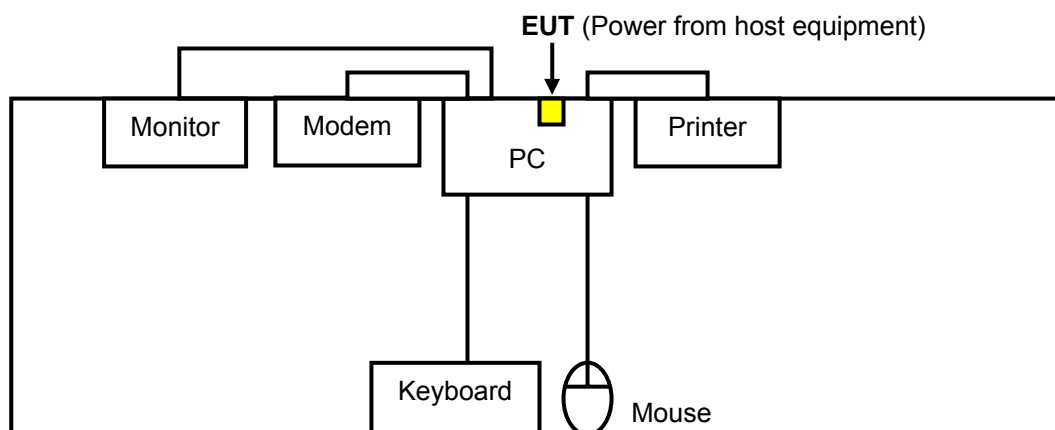 EUT (Power from host equipment)
Monitor
Modem
PC
Printer
Keyboard
Mouse